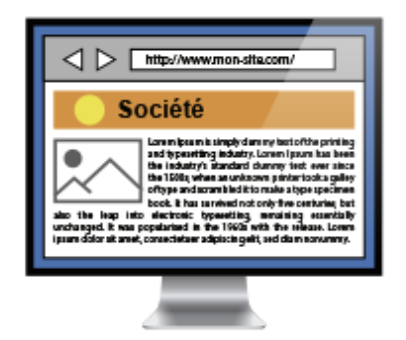 http://www.mon-site.com/
Société
Lorem Ipsum is simply dummy text of the printing
and typesetting industry. Lorem Ipsum has been
the industry's standard dummy text ever since
the 1500s, when an unknown printer took a galley
of type and scrambled it to make a type specimen
book. It has survived not only five centuries, but
also the leap into electronic typesetting, remaining essentially
unchanged. It was popularised in the 1960s with the release. Lorem
ipsum dolor sit amet, consectetuer adipiscing elit, sed diam nonummy.